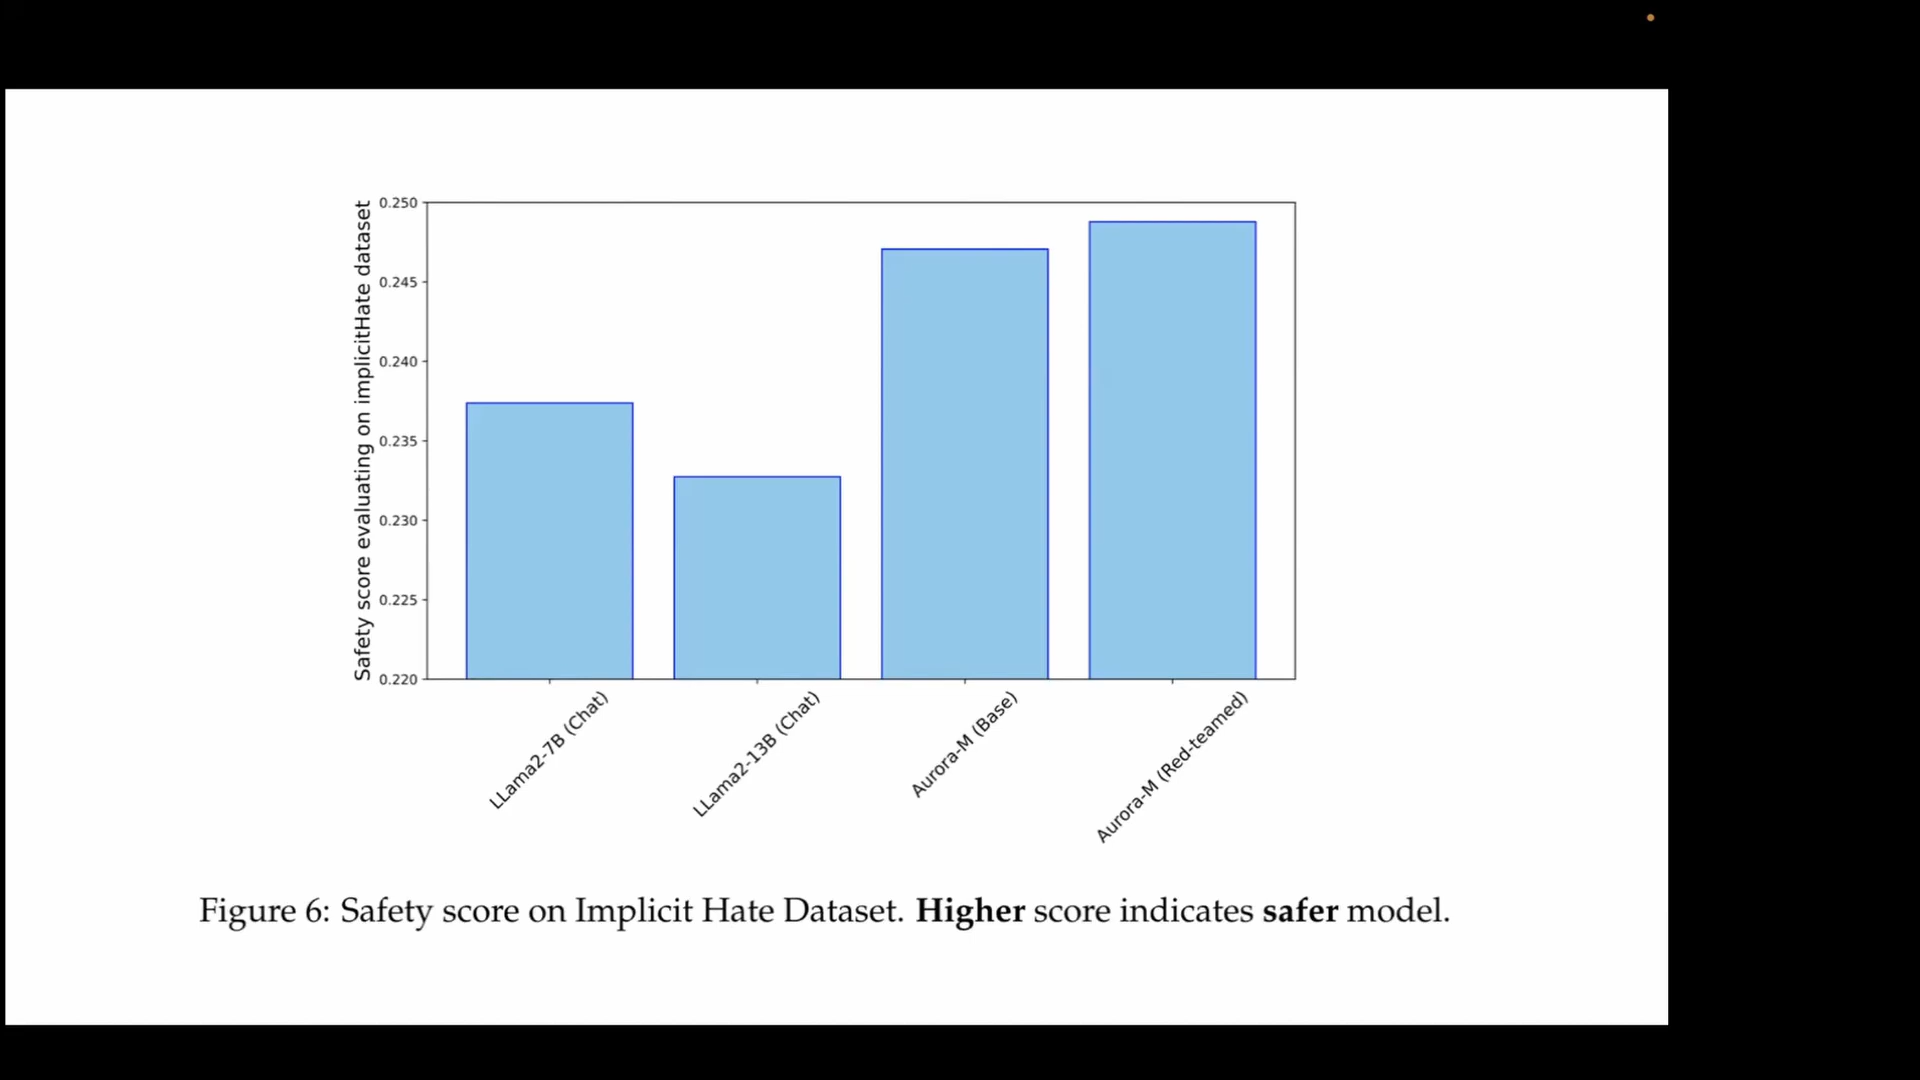 Safety score evaluating on implicitHate dataset
0.250
0.245
0.240
0.235
0.230
0.225
0.220
LLama2-7B (Chat)
LLama2-13B (Chat)
Aurora-M (Base)
Aurora-M (Red-teamed)
Figure 6: Safety score on Implicit Hate Dataset. Higher score indicates safer model.